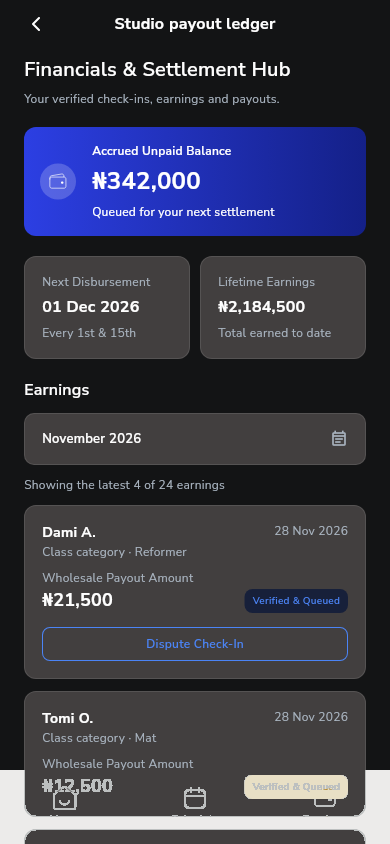 Studio payout ledger
Financials & Settlement Hub
Your verified check-ins, earnings and payouts.
Accrued Unpaid Balance
₦342,000
Queued for your next settlement
Next Disbursement
01 Dec 2026
Every 1st & 15th
Lifetime Earnings
₦2,184,500
Total earned to date
Earnings
November 2026
Showing the latest 4 of 24 earnings
Dami A.
28 Nov 2026
Class category · Reformer
Wholesale Payout Amount
₦21,500
Verified & Queued
Dispute Check-In
Tomi O.
28 Nov 2026
Class category · Mat
Wholesale Payout Amount
₦12,500
Verified & Queued